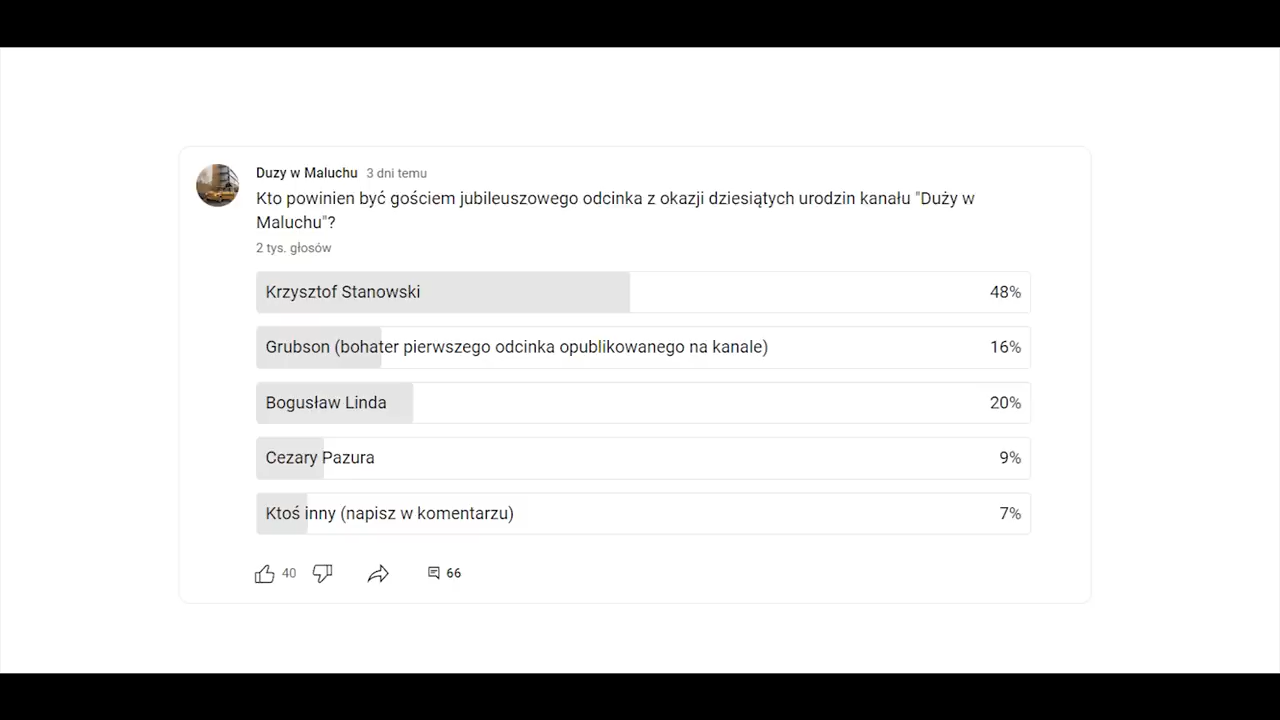 Duzy w Maluchu 3 dni temu
Kto powinien być gościem jubileuszowego odcinka z okazji dziesiątych urodzin kanału "Duży w
Maluchu"?
2 tys. głosów
Krzysztof Stanowski 48%
Grubson (bohater pierwszego odcinka opublikowanego na kanale) 16%
Bogusław Linda 20%
Cezary Pazura 9%
Ktoś inny (napisz w komentarzu) 7%
40 66